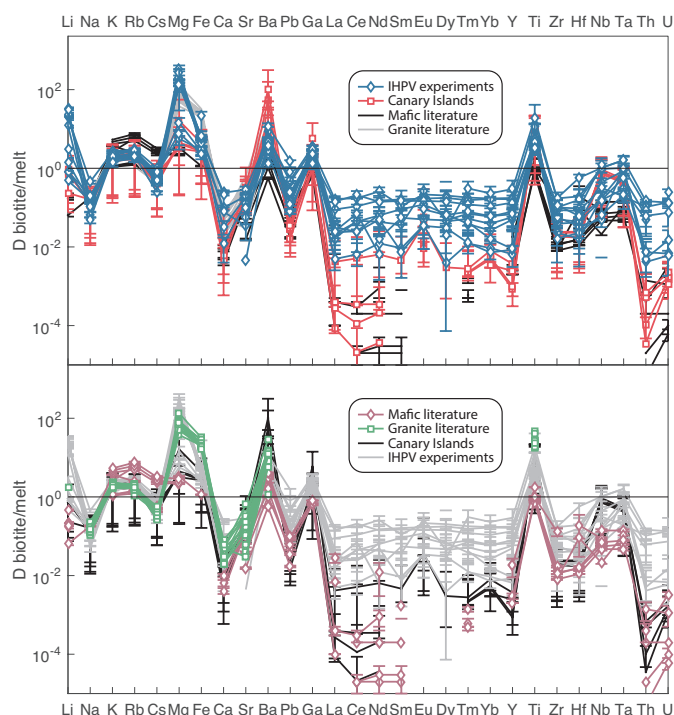 Li Na K Rb Cs Mg Fe Ca Sr Ba Pb Ga La Ce Nd Sm Eu Dy Tm Yb Y Ti Zr Hf Nb Ta Th U
IHPV experiments
Canary Islands
Mafic literature
Granite literature
D biotite/melt
10²
10⁰
10⁻²
10⁻⁴
Mafic literature
Granite literature
Canary Islands
IHPV experiments
D biotite/melt
10²
10⁰
10⁻²
10⁻⁴
Li Na K Rb Cs Mg Fe Ca Sr Ba Pb Ga La Ce Nd Sm Eu Dy Tm Yb Y Ti Zr Hf Nb Ta Th U